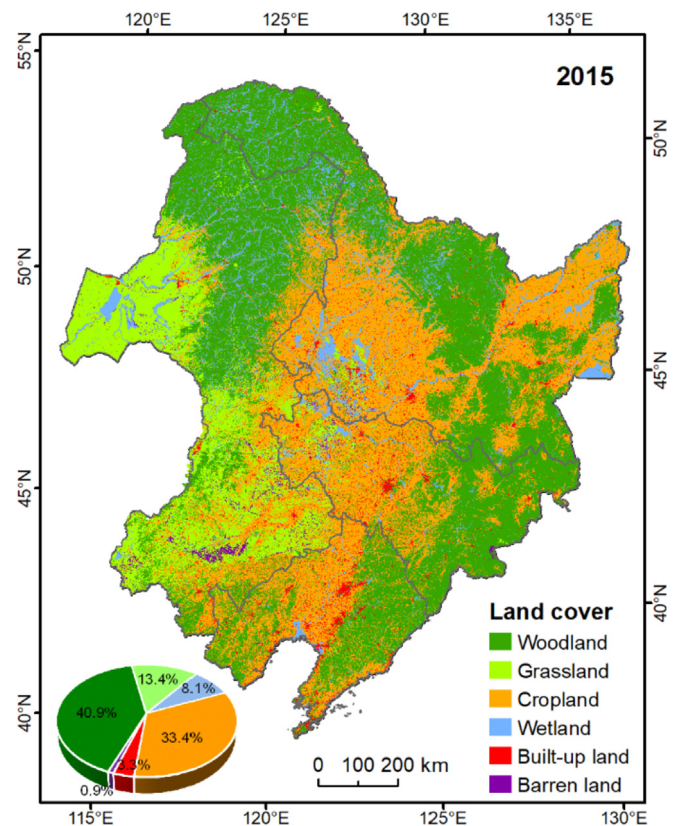 120°E 125°E 130°E 135°E
55°N
2015
50°N
50°N
45°N
45°N
40°N
40°N
Land cover
Woodland
Grassland
Cropland
Wetland
Built-up land
Barren land
13.4%
8.1%
40.9%
33.4%
3.3%
0.9%
0 100 200 km
115°E 120°E 125°E 130°E